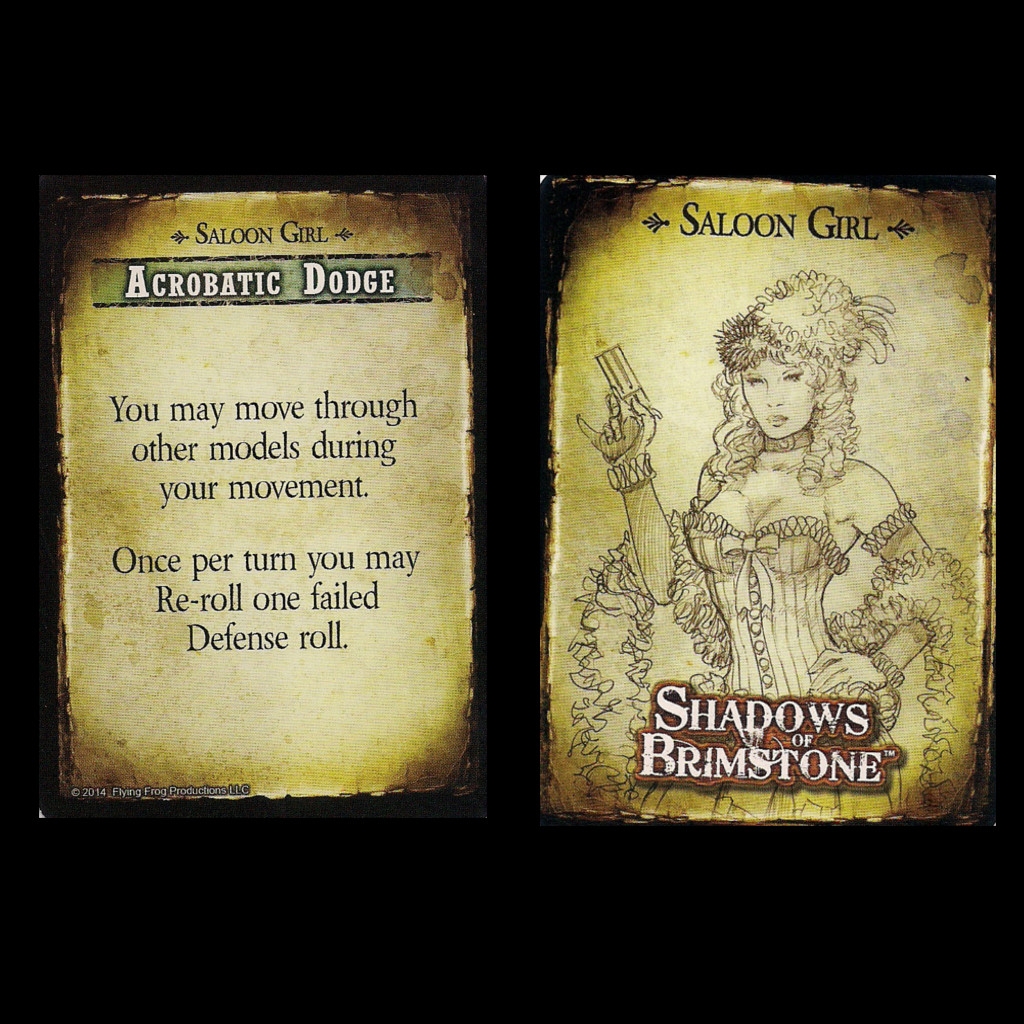 SALOON GIRL
ACROBATIC DODGE
You may move through
other models during
your movement.
Once per turn you may
Re-roll one failed
Defense roll.
© 2014 Flying Frog Productions LLC
SALOON GIRL
SHADOWS
OF
BRIMSTONE™